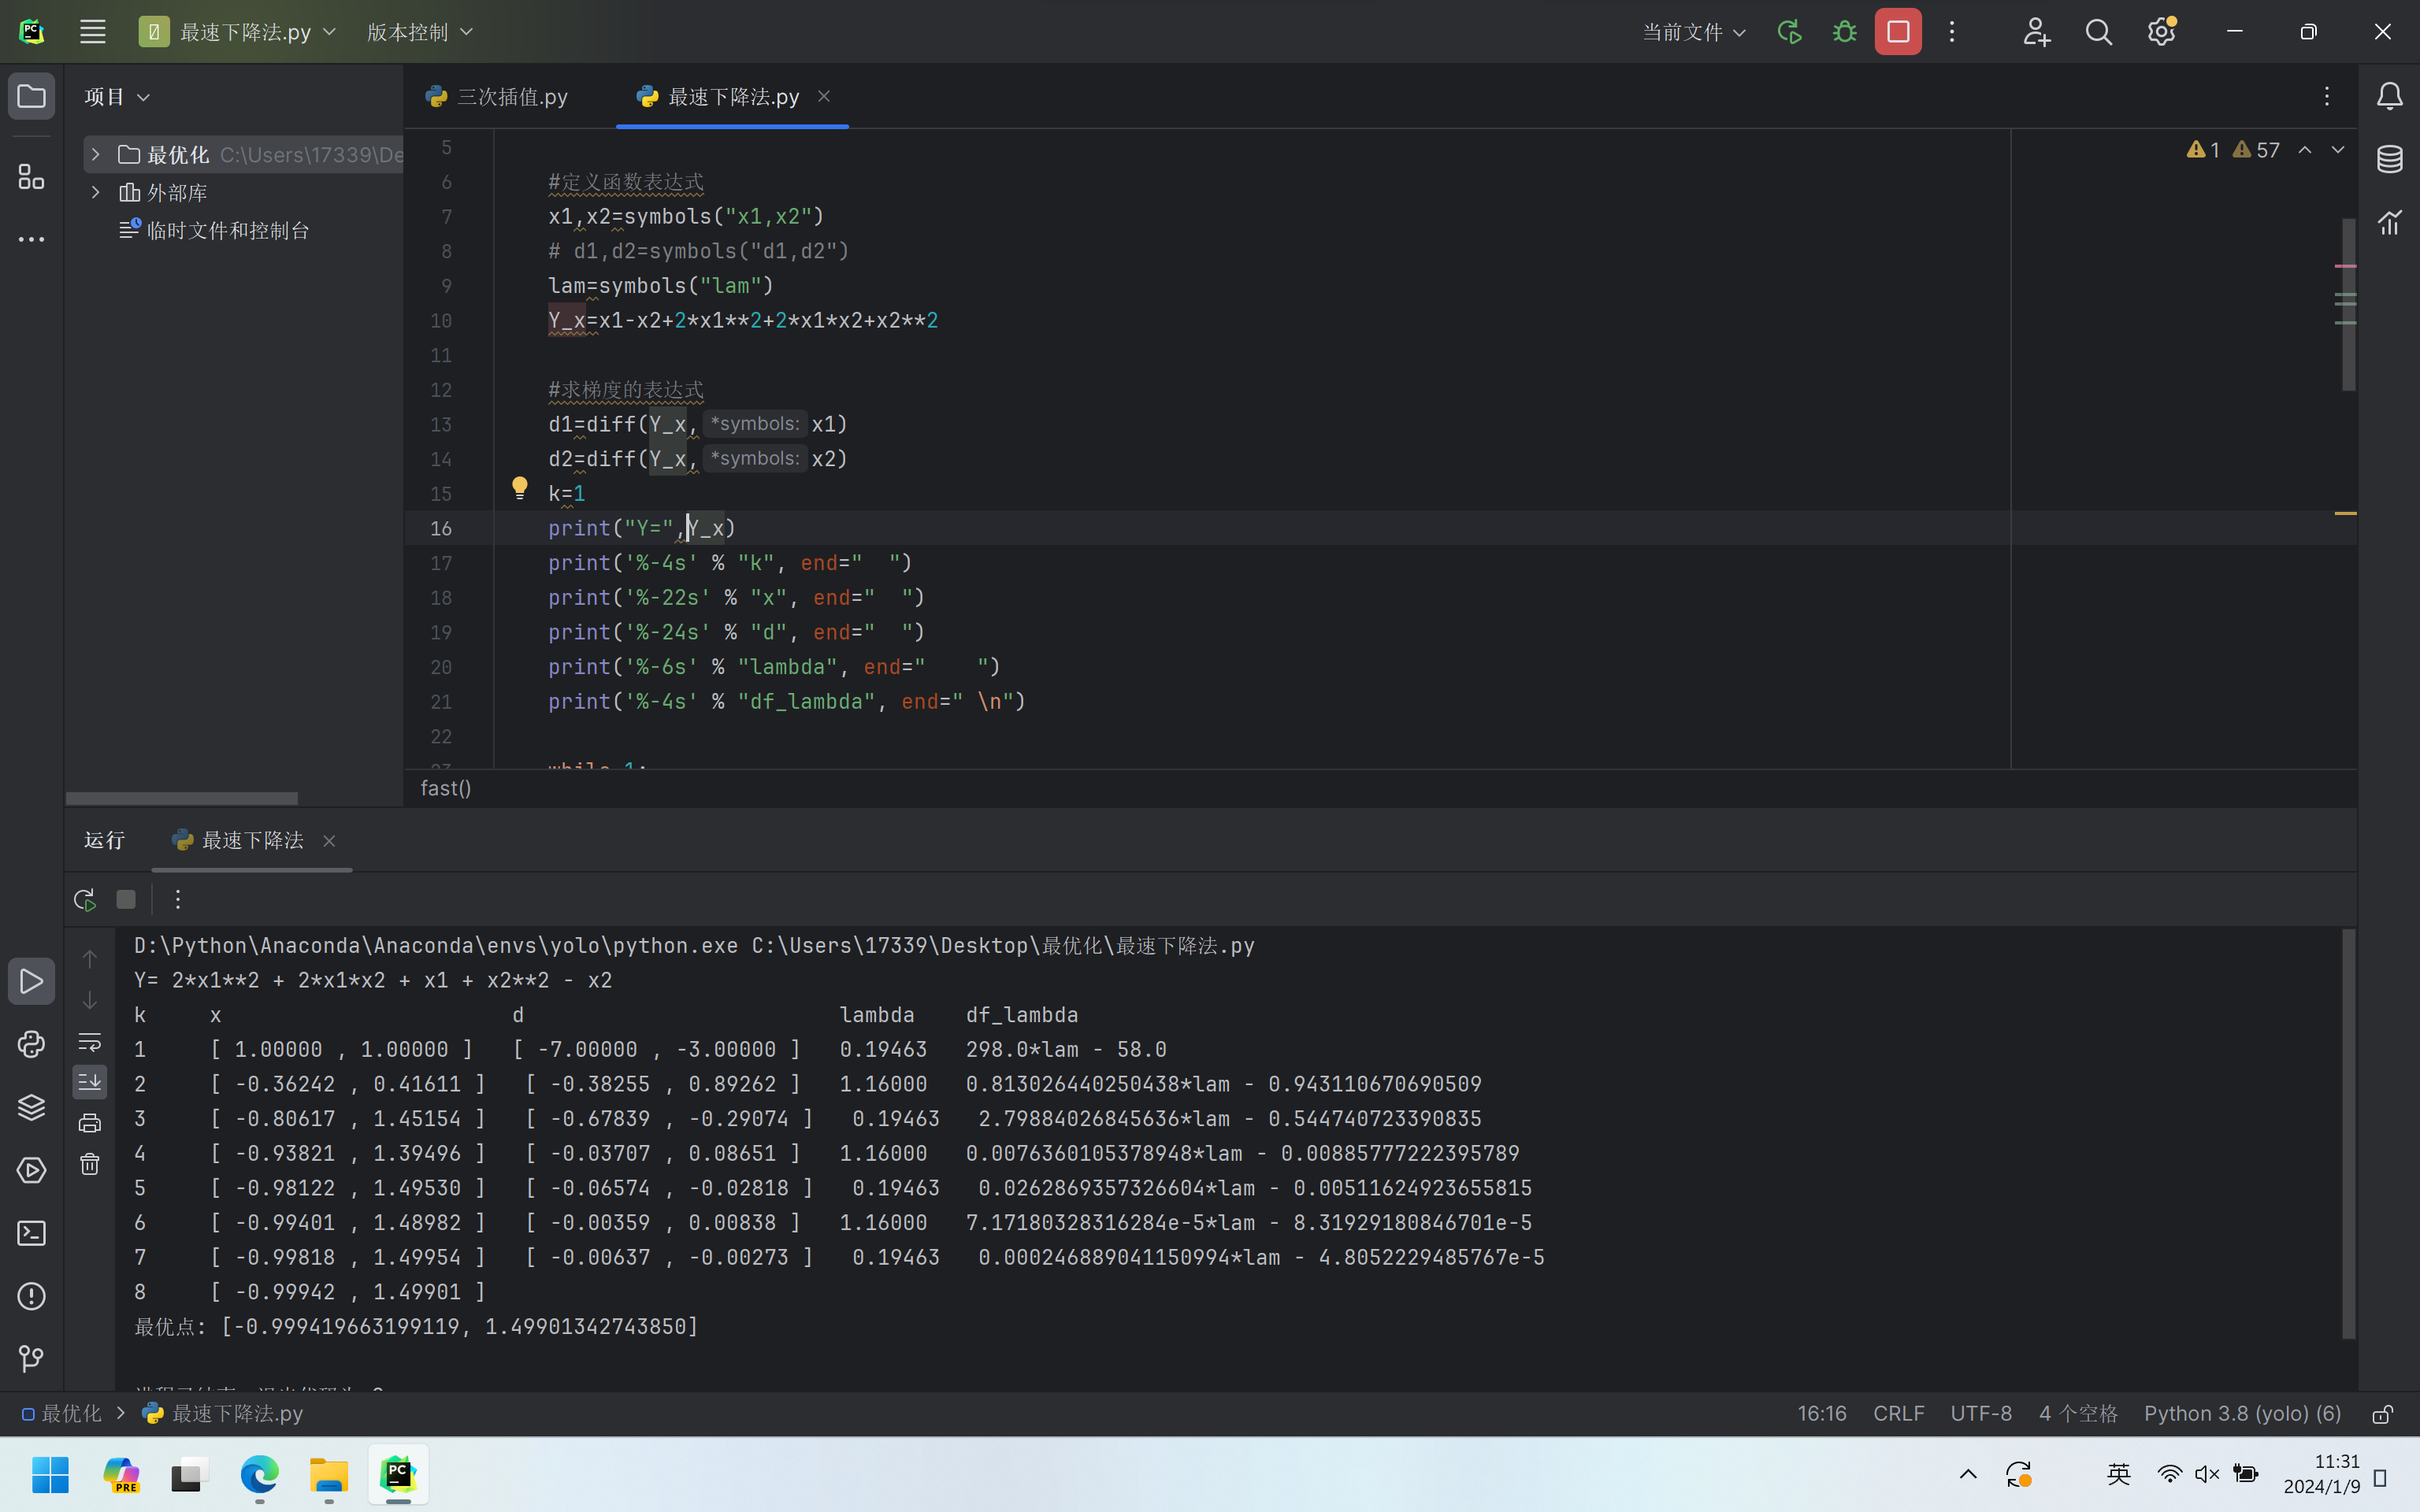 PC
最速下降法.py
版本控制
当前文件
项目
三次插值.py
最速下降法.py
最优化 C:\Users\17339\De
外部库
临时文件和控制台
1 57
5
6 #定义函数表达式
7 x1,x2=symbols("x1,x2")
8 # d1,d2=symbols("d1,d2")
9 lam=symbols("lam")
10 Y_x=x1-x2+2*x1**2+2*x1*x2+x2**2
11
12 #求梯度的表达式
13 d1=diff(Y_x, *symbols: x1)
14 d2=diff(Y_x, *symbols: x2)
15 k=1
16 print("Y=",Y_x)
17 print('%-4s' % "k", end="  ")
18 print('%-22s' % "x", end="  ")
19 print('%-24s' % "d", end="  ")
20 print('%-6s' % "lambda", end="    ")
21 print('%-4s' % "df_lambda", end=" \n")
22
23 while 1:
fast()
运行 最速下降法
D:\Python\Anaconda\Anaconda\envs\yolo\python.exe C:\Users\17339\Desktop\最优化\最速下降法.py
Y= 2*x1**2 + 2*x1*x2 + x1 + x2**2 - x2
k x d lambda df_lambda
1 [ 1.00000 , 1.00000 ] [ -7.00000 , -3.00000 ] 0.19463 298.0*lam - 58.0
2 [ -0.36242 , 0.41611 ] [ -0.38255 , 0.89262 ] 1.16000 0.813026440250438*lam - 0.943110670690509
3 [ -0.80617 , 1.45154 ] [ -0.67839 , -0.29074 ] 0.19463 2.79884026845636*lam - 0.544740723390835
4 [ -0.93821 , 1.39496 ] [ -0.03707 , 0.08651 ] 1.16000 0.0076360105378948*lam - 0.00885777222395789
5 [ -0.98122 , 1.49530 ] [ -0.06574 , -0.02818 ] 0.19463 0.0262869357326604*lam - 0.00511624923655815
6 [ -0.99401 , 1.48982 ] [ -0.00359 , 0.00838 ] 1.16000 7.17180328316284e-5*lam - 8.31929180846701e-5
7 [ -0.99818 , 1.49954 ] [ -0.00637 , -0.00273 ] 0.19463 0.000246889041150994*lam - 4.8052229485767e-5
8 [ -0.99942 , 1.49901 ]
最优点: [-0.999419663199119, 1.49901342743850]
最优化 最速下降法.py
16:16 CRLF UTF-8 4 个空格 Python 3.8 (yolo) (6)
PRE
PC
英
11:31
2024/1/9